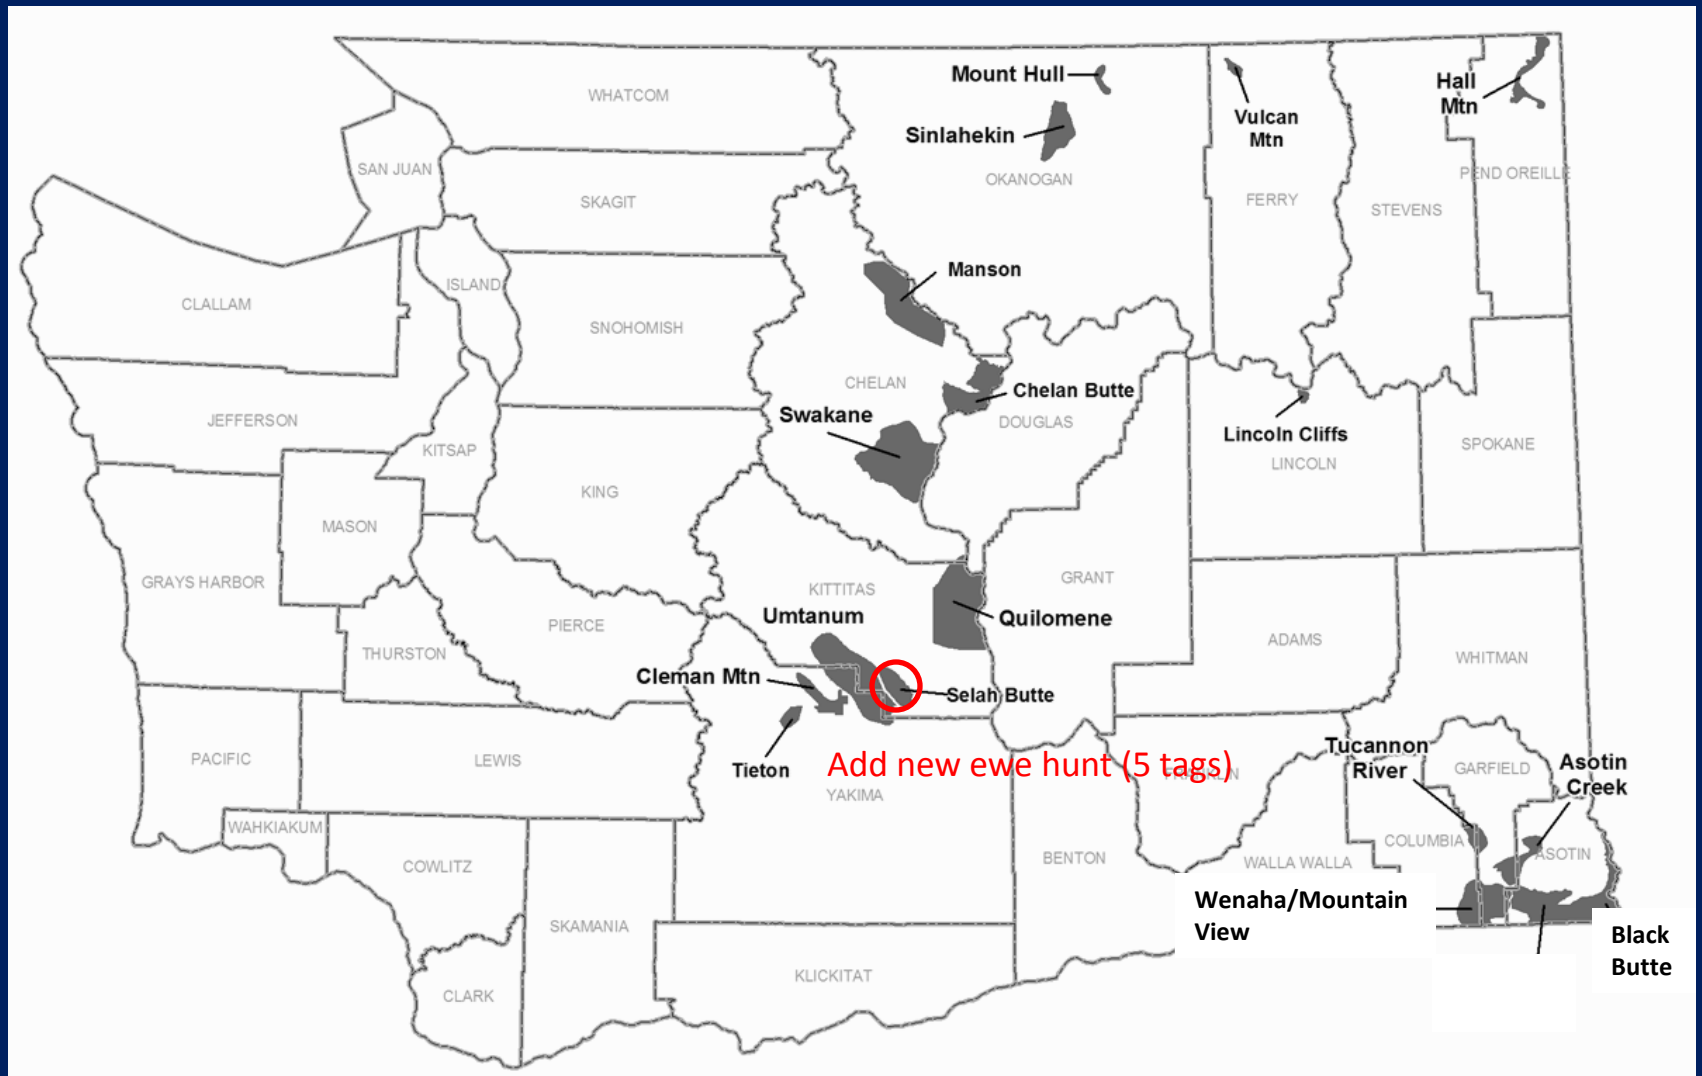 Mount Hull
Vulcan
Mtn
Hall
Mtn
WHATCOM
Sinlahekin
SAN JUAN
OKANOGAN
PEND OREILLE
SKAGIT
FERRY
STEVENS
Manson
ISLAND
CLALLAM
SNOHOMISH
CHELAN
Chelan Butte
Swakane
DOUGLAS
JEFFERSON
Lincoln Cliffs
KITSAP
SPOKANE
LINCOLN
KING
MASON
GRAYS HARBOR
KITTITAS
GRANT
Umtanum
Quilomene
PIERCE
ADAMS
THURSTON
WHITMAN
Cleman Mtn
Selah Butte
Tucannon
River
PACIFIC
LEWIS
Tieton
Add new ewe hunt (5 tags)
FRANKLIN
GARFIELD
Asotin
Creek
YAKIMA
WAHKIAKUM
COLUMBIA
COWLITZ
BENTON
WALLA WALLA
ASOTIN
Wenaha/Mountain
View
SKAMANIA
Black
Butte
KLICKITAT
CLARK